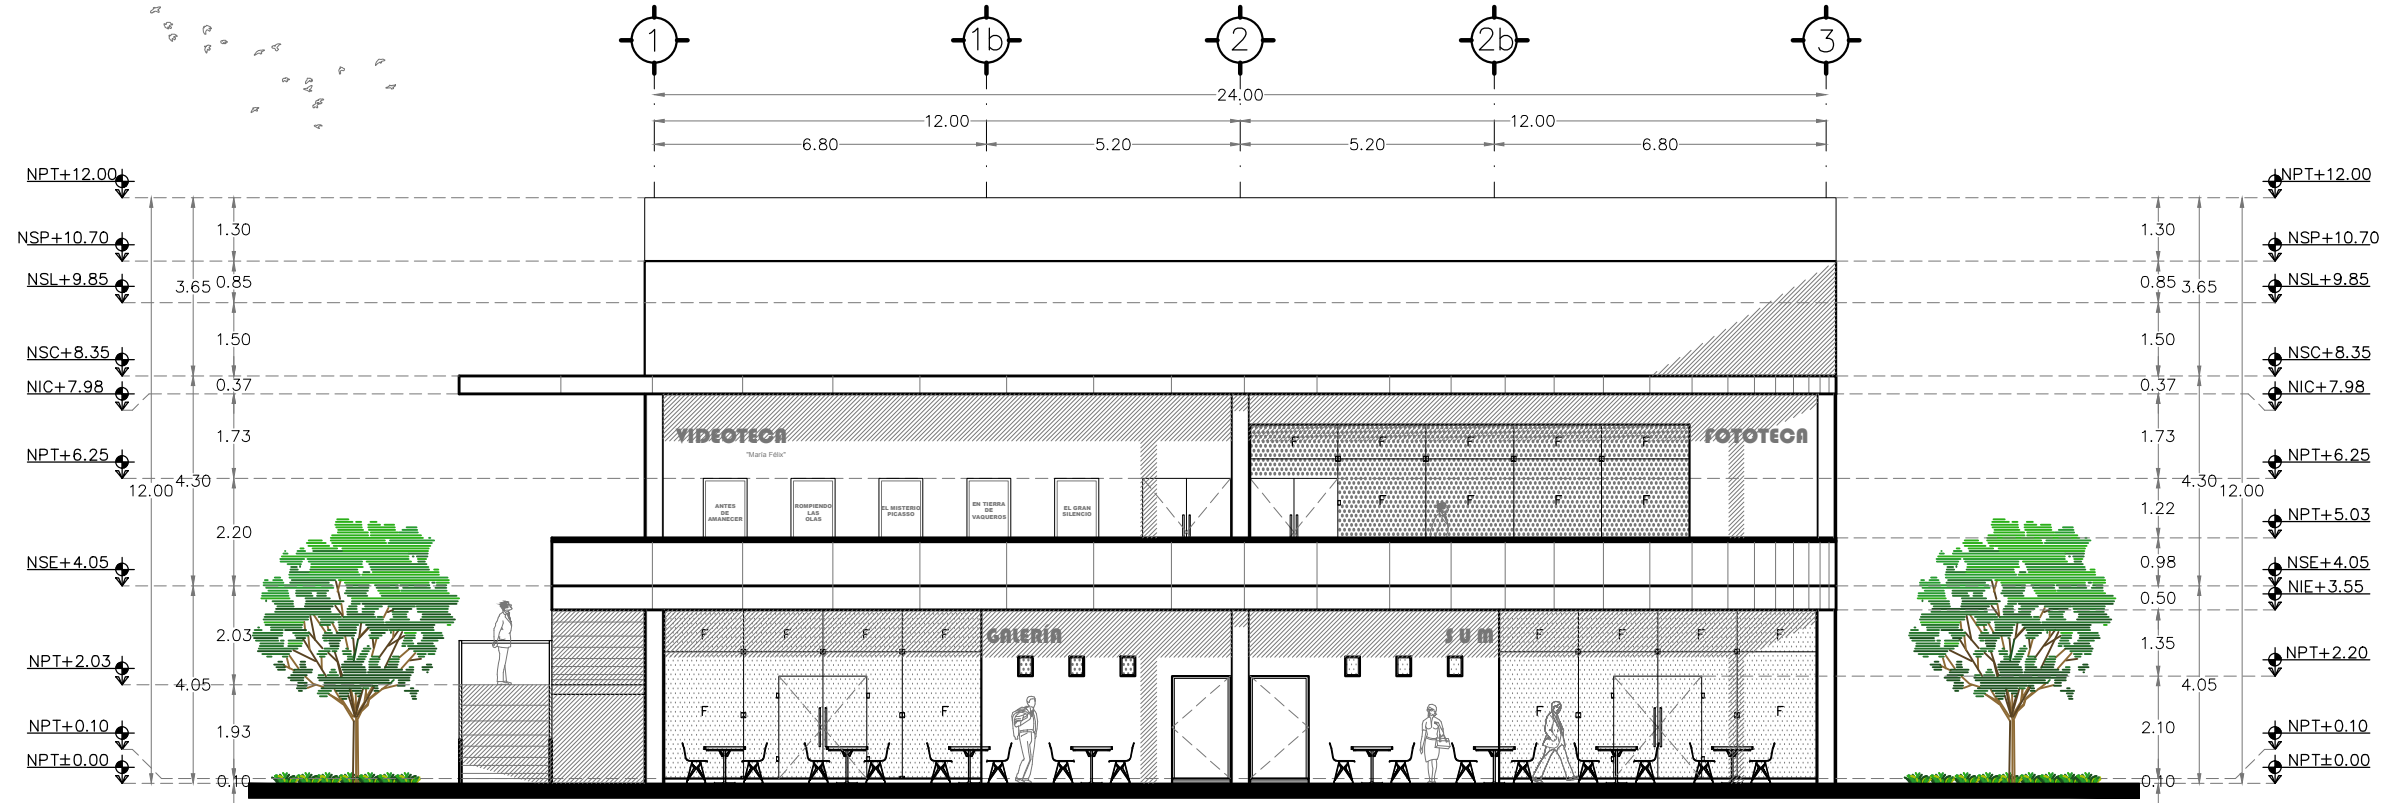 1 1b 2 2b 3
24.00
12.00 12.00
6.80 5.20 5.20 6.80
NPT+12.00 NPT+12.00
1.30 1.30
NSP+10.70 NSP+10.70
NSL+9.85 3.65 0.85 0.85 3.65 NSL+9.85
1.50 1.50
NSC+8.35 NSC+8.35
NIC+7.98 0.37 0.37 NIC+7.98
1.73 VIDEOTECA F F F F F FOTOTECA 1.73
"María Félix"
NPT+6.25 NPT+6.25
12.00 4.30 4.30 12.00
ANTES
DE
AMANECER
ROMPIENDO
LAS
OLAS
EL MISTERIO
PICASSO
EN TIERRA
DE
VAQUEROS
EL GRAN
SILENCIO
F F F F
1.22
NPT+5.03
2.20
NSE+4.05 0.98 NSE+4.05
0.50 NIE+3.55
2.03 F F F F GALERÍA S U M F F F F 1.35
NPT+2.03 NPT+2.20
4.05 4.05
F F F F
1.93 2.10
NPT+0.10 NPT+0.10
NPT±0.00 NPT±0.00
0.10 0.10